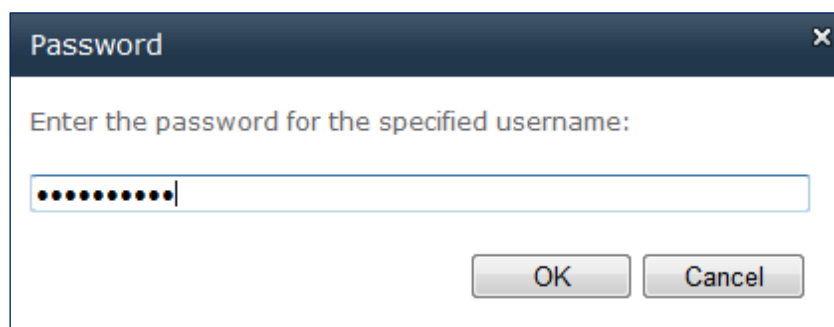 Password
Enter the password for the specified username:
••••••••••
OK Cancel